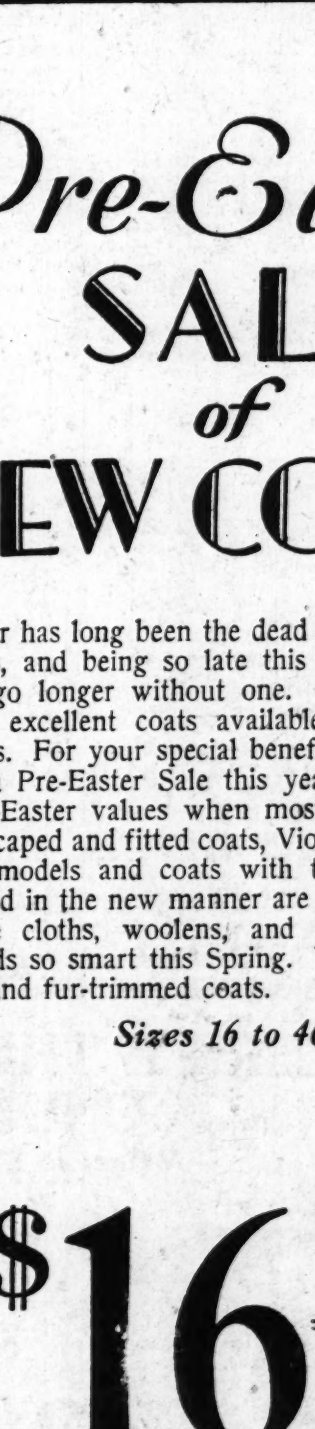 Pre-Ea
SAL
of
EW CO
r has long been the dead
, and being so late this
go longer without one.
excellent coats available
s. For your special benef
Pre-Easter Sale this yea
Easter values when mos
caped and fitted coats, Vio
models and coats with t
d in the new manner are
cloths, woolens, and
ds so smart this Spring.
nd fur-trimmed coats.
Sizes 16 to 4
$16